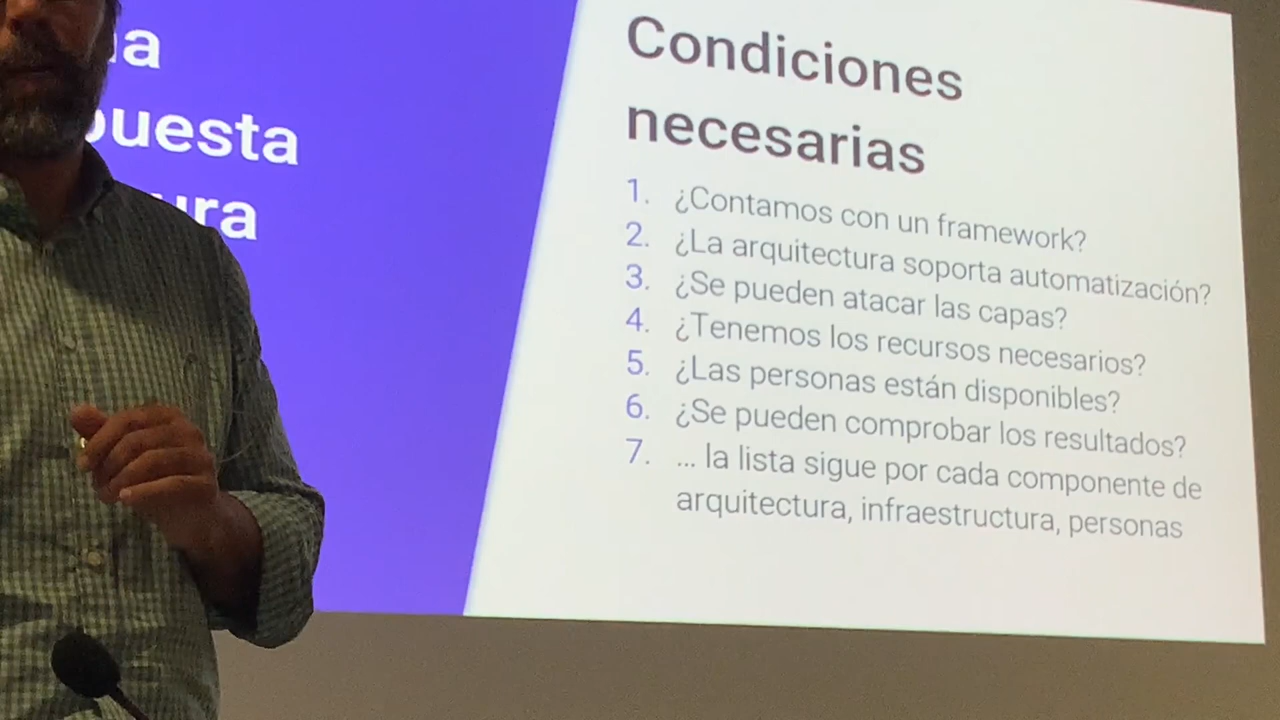 Condiciones
necesarias
1. ¿Contamos con un framework?
2. ¿La arquitectura soporta automatización?
3. ¿Se pueden atacar las capas?
4. ¿Tenemos los recursos necesarios?
5. ¿Las personas están disponibles?
6. ¿Se pueden comprobar los resultados?
7. ... la lista sigue por cada componente de
arquitectura, infraestructura, personas